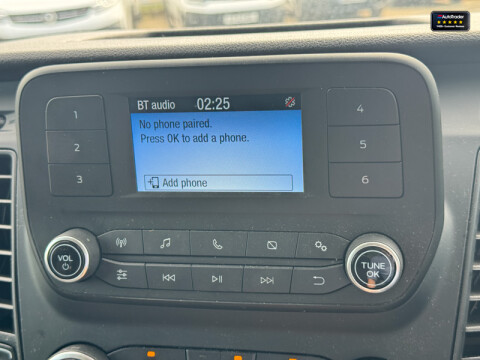 AutoTrader
BT audio 02:25
No phone paired.
Press OK to add a phone.
Add phone
1
2
3
4
5
6
VOL
TUNE
OK